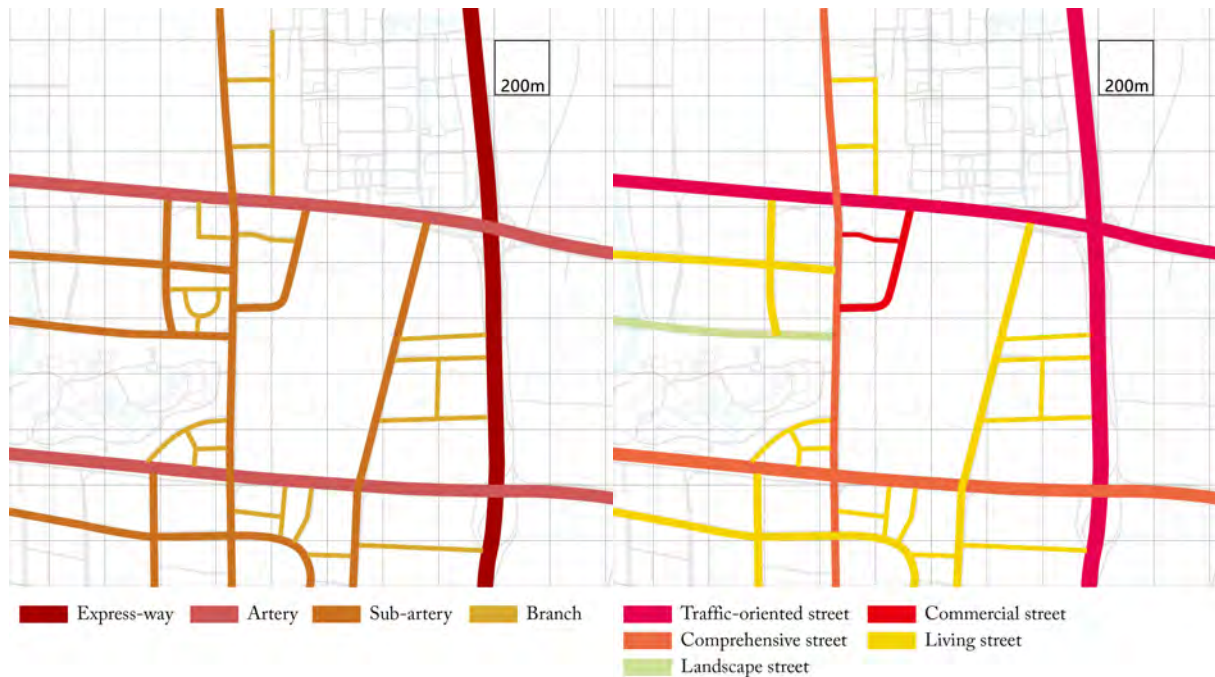 200m
200m
Express-way
Artery
Sub-artery
Branch
Traffic-oriented street
Commercial street
Comprehensive street
Living street
Landscape street